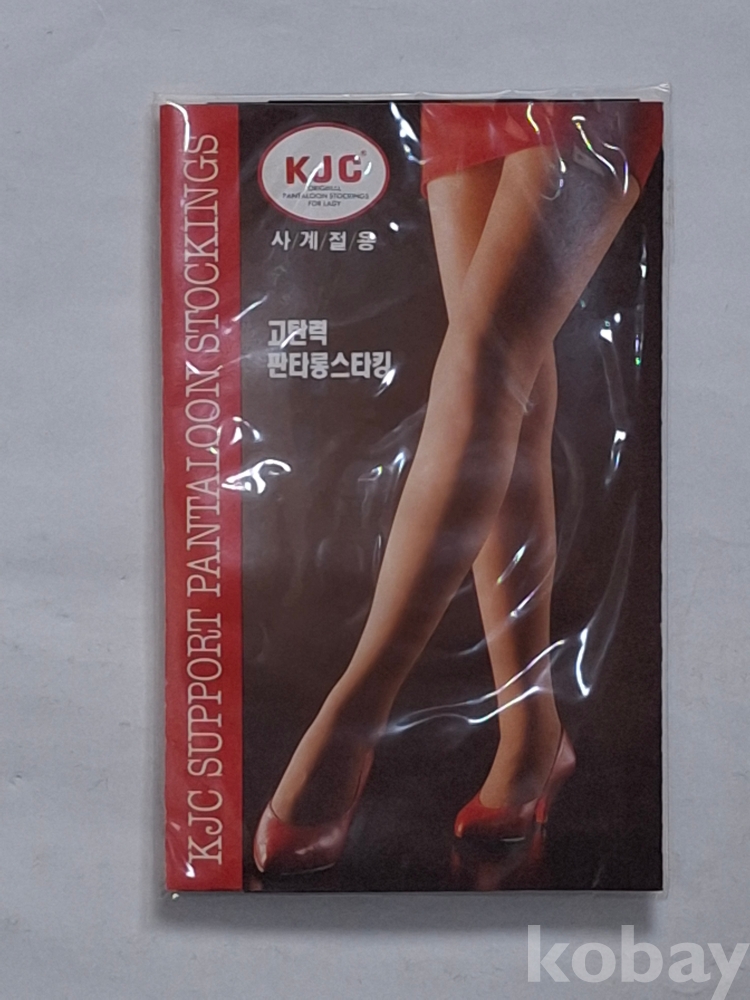 KJC SUPPORT PANTALOON STOCKINGS
KJC
ORIGINAL
PANTALOON STOCKINGS
FOR LADY
사/계/절/용
고탄력
판타롱스타킹
kobay